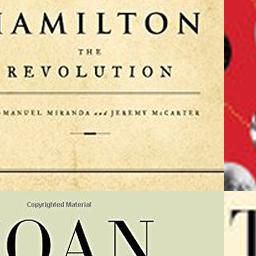 HAMILTON
THE
REVOLUTION
-MANUEL MIRANDA and JEREMY McCARTER
Copyrighted Material
OAN
T